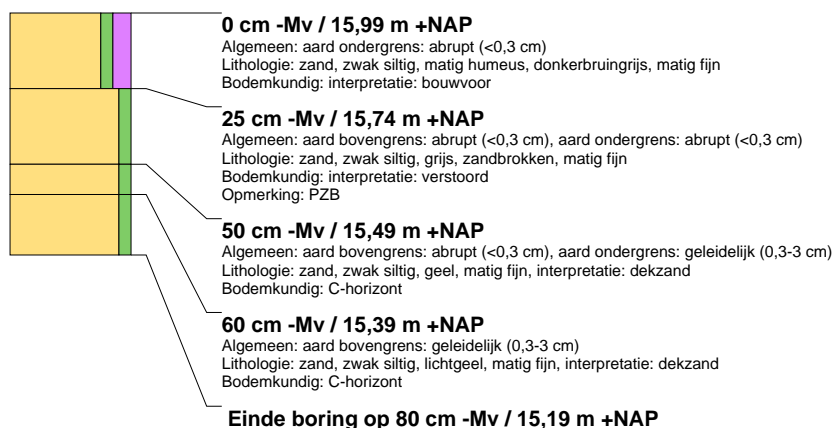 0 cm -Mv / 15,99 m +NAP
Algemeen: aard ondergrens: abrupt (<0,3 cm)
Lithologie: zand, zwak siltig, matig humeus, donkerbruingrijs, matig fijn
Bodemkundig: interpretatie: bouwvoor
25 cm -Mv / 15,74 m +NAP
Algemeen: aard bovengrens: abrupt (<0,3 cm), aard ondergrens: abrupt (<0,3 cm)
Lithologie: zand, zwak siltig, grijs, zandbrokken, matig fijn
Bodemkundig: interpretatie: verstoord
Opmerking: PZB
50 cm -Mv / 15,49 m +NAP
Algemeen: aard bovengrens: abrupt (<0,3 cm), aard ondergrens: geleidelijk (0,3-3 cm)
Lithologie: zand, zwak siltig, geel, matig fijn, interpretatie: dekzand
Bodemkundig: C-horizont
60 cm -Mv / 15,39 m +NAP
Algemeen: aard bovengrens: geleidelijk (0,3-3 cm)
Lithologie: zand, zwak siltig, lichtgeel, matig fijn, interpretatie: dekzand
Bodemkundig: C-horizont
Einde boring op 80 cm -Mv / 15,19 m +NAP